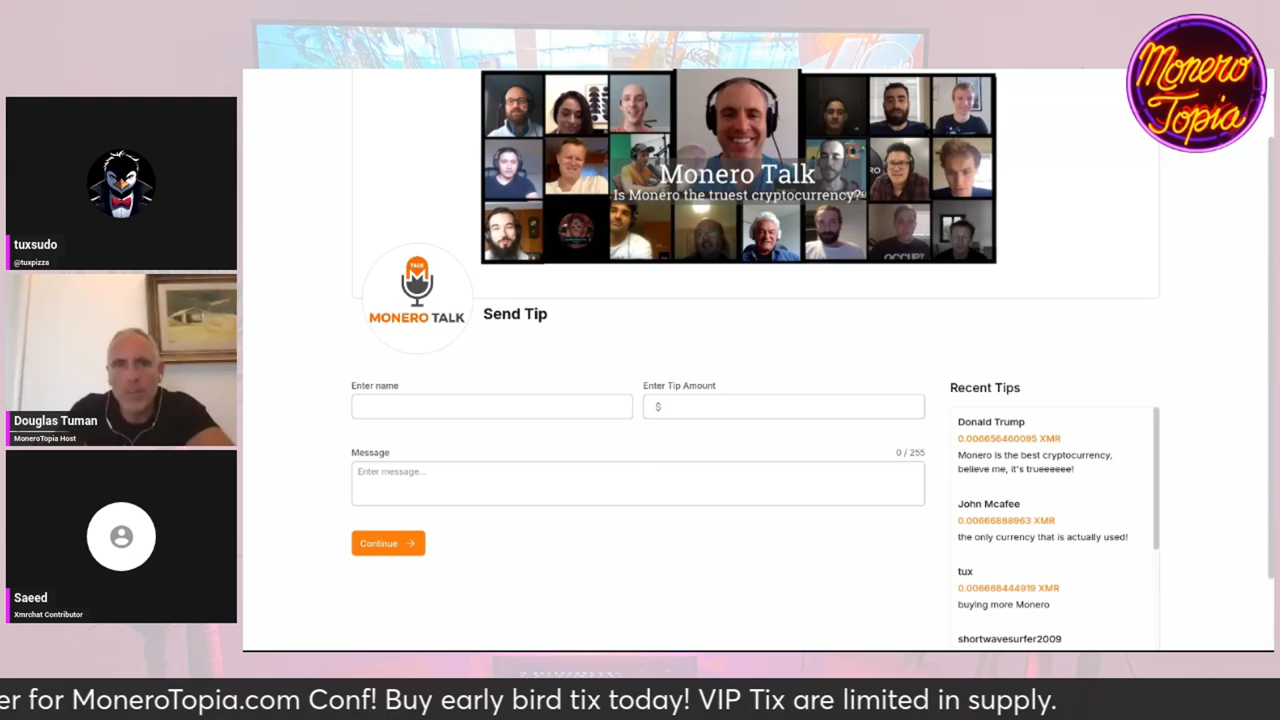 Monero
Topia
tuxsudo
@tuxpizza
Douglas Tuman
MoneroTopia Host
Saeed
Xmrchat Contributor
Monero Talk
Is Monero the truest cryptocurrency?
OCCUPY
TALK
MONERO TALK
Send Tip
Enter name
Enter Tip Amount
$
Message
0 / 255
Enter message...
Continue
Recent Tips
Donald Trump
0.006656460095 XMR
Monero is the best cryptocurrency,
believe me, it's trueeeeee!
John Mcafee
0.00666888963 XMR
the only currency that is actually used!
tux
0.006668444919 XMR
buying more Monero
shortwavesurfer2009
er for MoneroTopia.com Conf! Buy early bird tix today! VIP Tix are limited in supply.